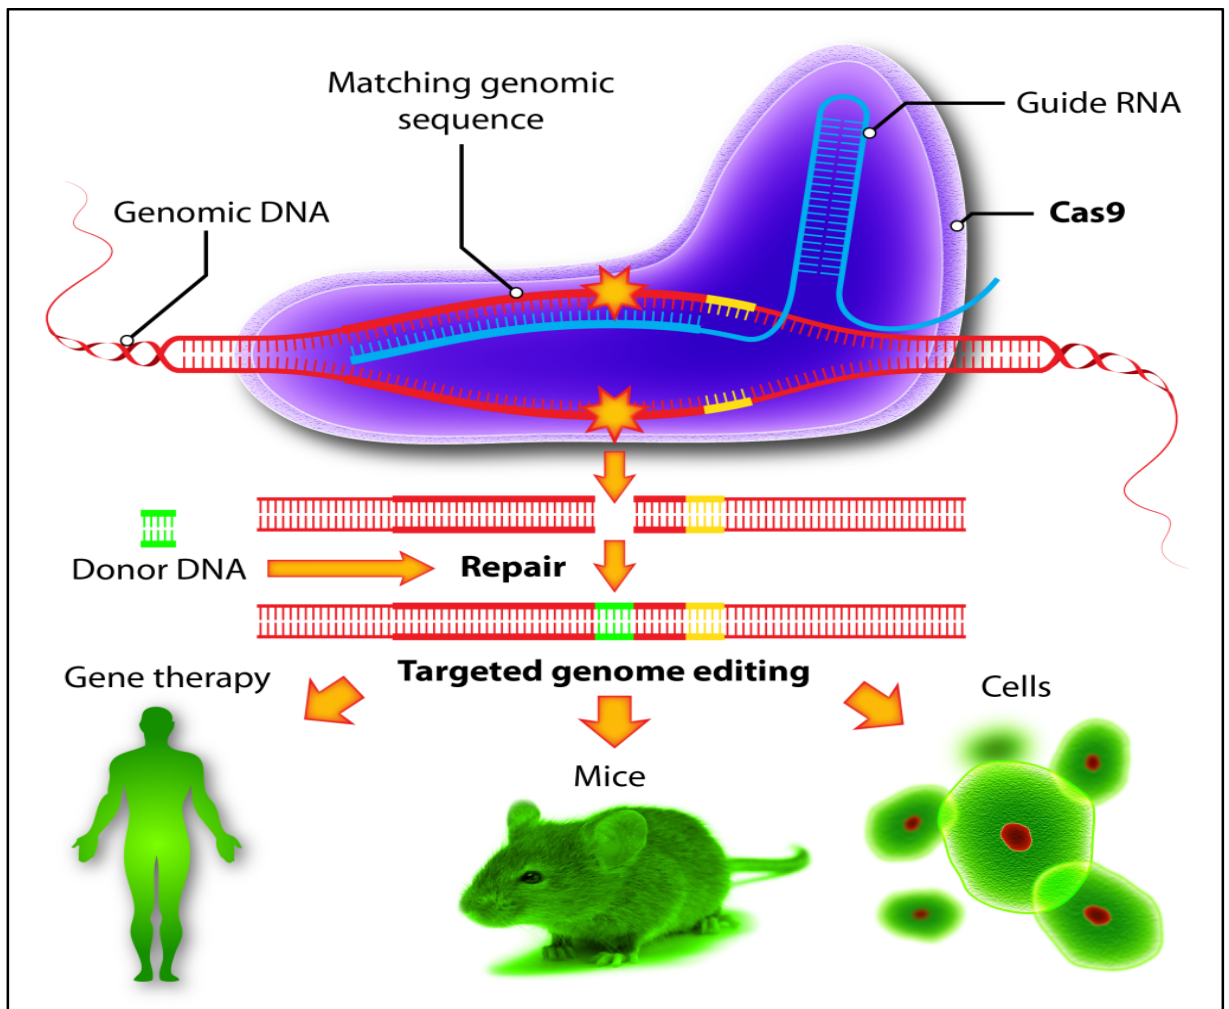 Matching genomic
sequence
Guide RNA
Genomic DNA
Cas9
Donor DNA
Repair
Targeted genome editing
Gene therapy
Cells
Mice